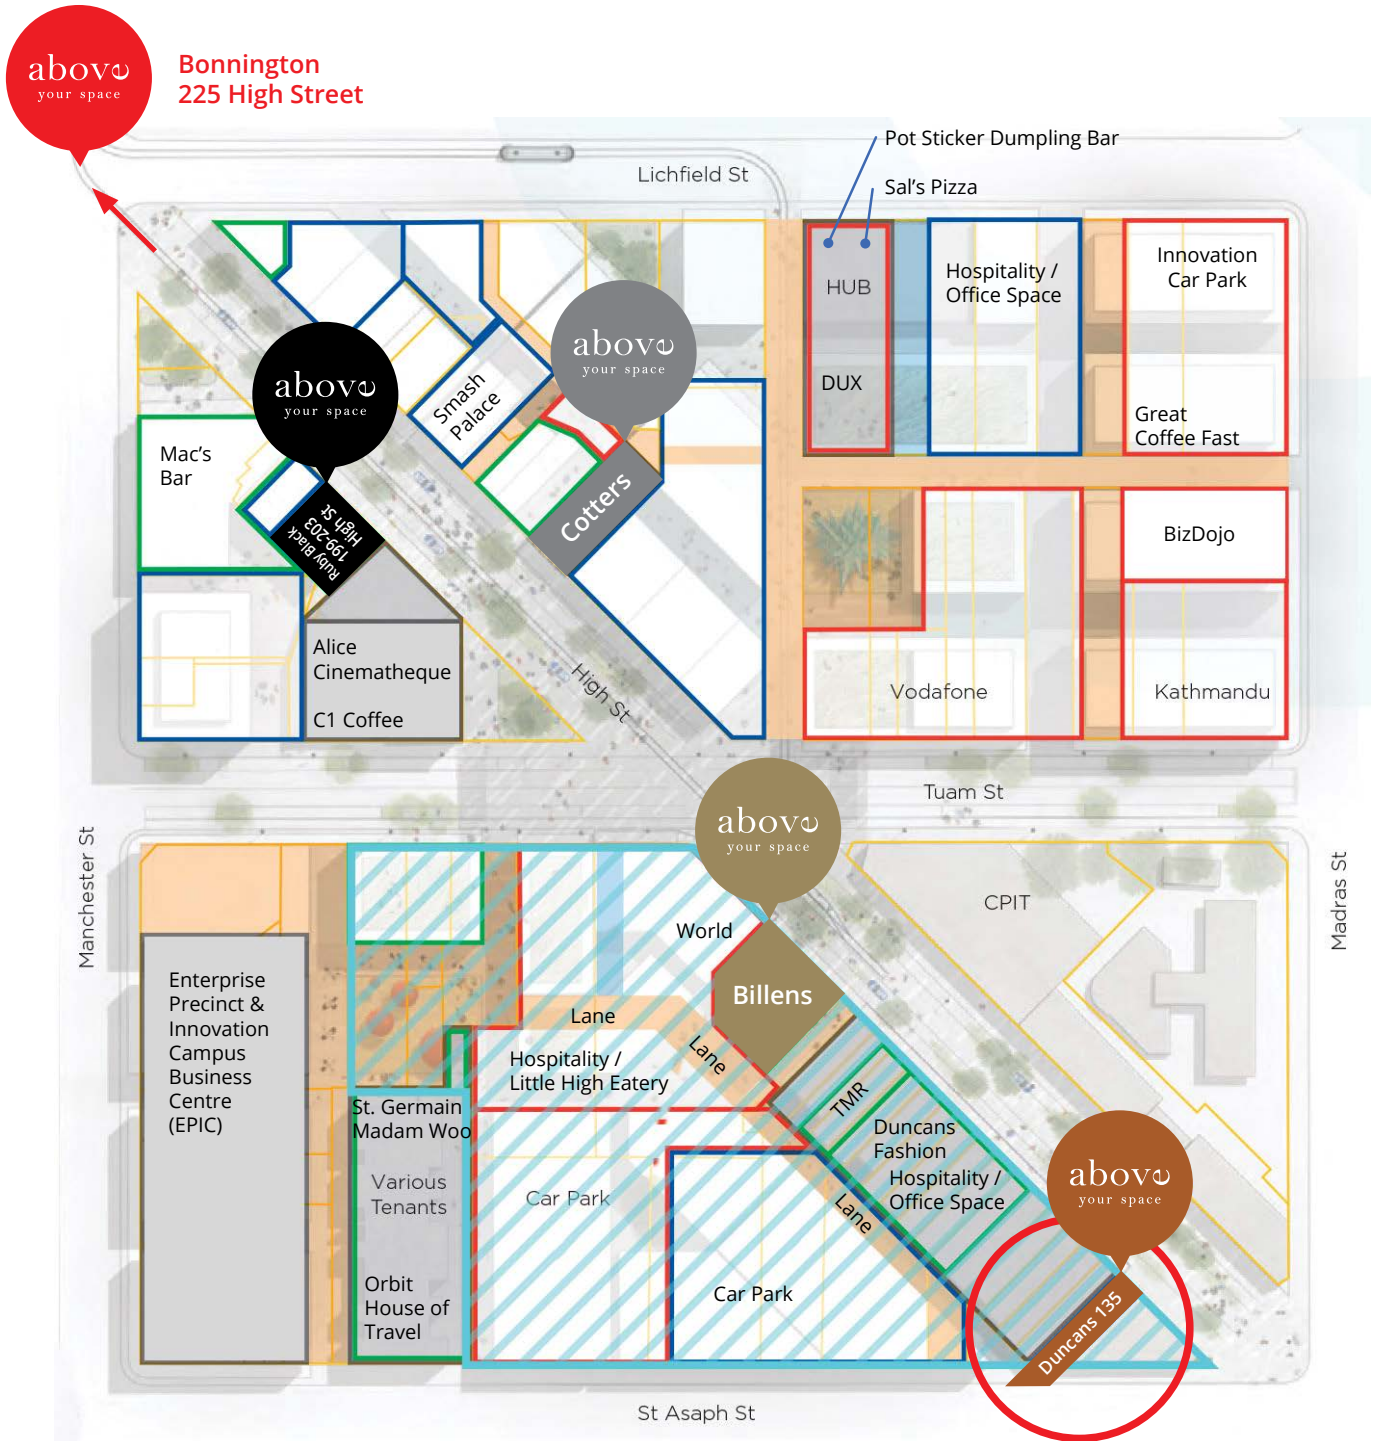 above
your space
Bonnington
225 High Street
Pot Sticker Dumpling Bar
Lichfield St
Sal's Pizza
Innovation
Car Park
HUB
Hospitality /
Office Space
above
your space
above
your space
DUX
Smash
Palace
Great
Coffee Fast
Mac's
Bar
Cotters
Ruby Black
199-203
High St
BizDojo
Alice
Cinematheque
C1 Coffee
High St
Vodafone
Kathmandu
Tuam St
above
your space
Manchester St
Madras St
CPIT
World
Billens
Enterprise
Precinct &
Innovation
Campus
Business
Centre
(EPIC)
Lane
Lane
Hospitality /
Little High Eatery
TMR
St. Germain
Madam Woo
Duncans
Fashion
Hospitality /
Office Space
above
your space
Various
Tenants
Car Park
Lane
Orbit
House of
Travel
Car Park
Duncans 135
St Asaph St